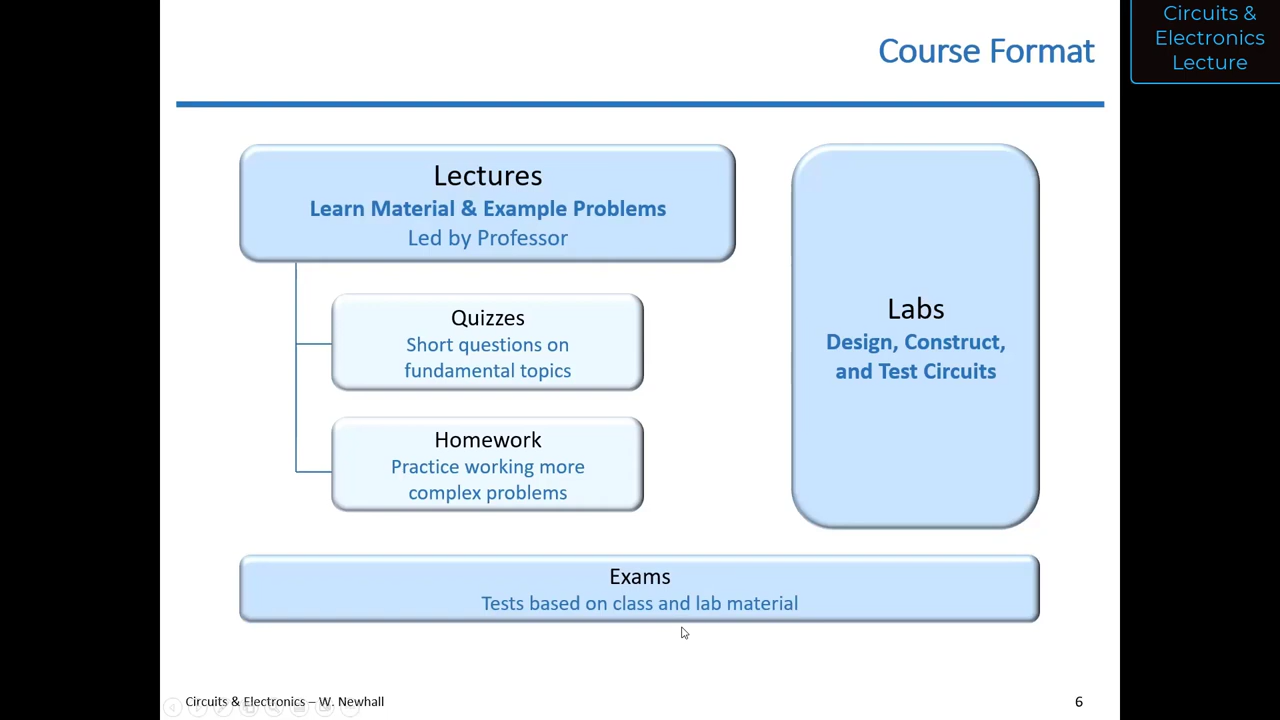 Circuits &
Electronics
Lecture
Course Format
Lectures
Learn Material & Example Problems
Led by Professor
Quizzes
Short questions on
fundamental topics
Homework
Practice working more
complex problems
Labs
Design, Construct,
and Test Circuits
Exams
Tests based on class and lab material
Circuits & Electronics – W. Newhall
6